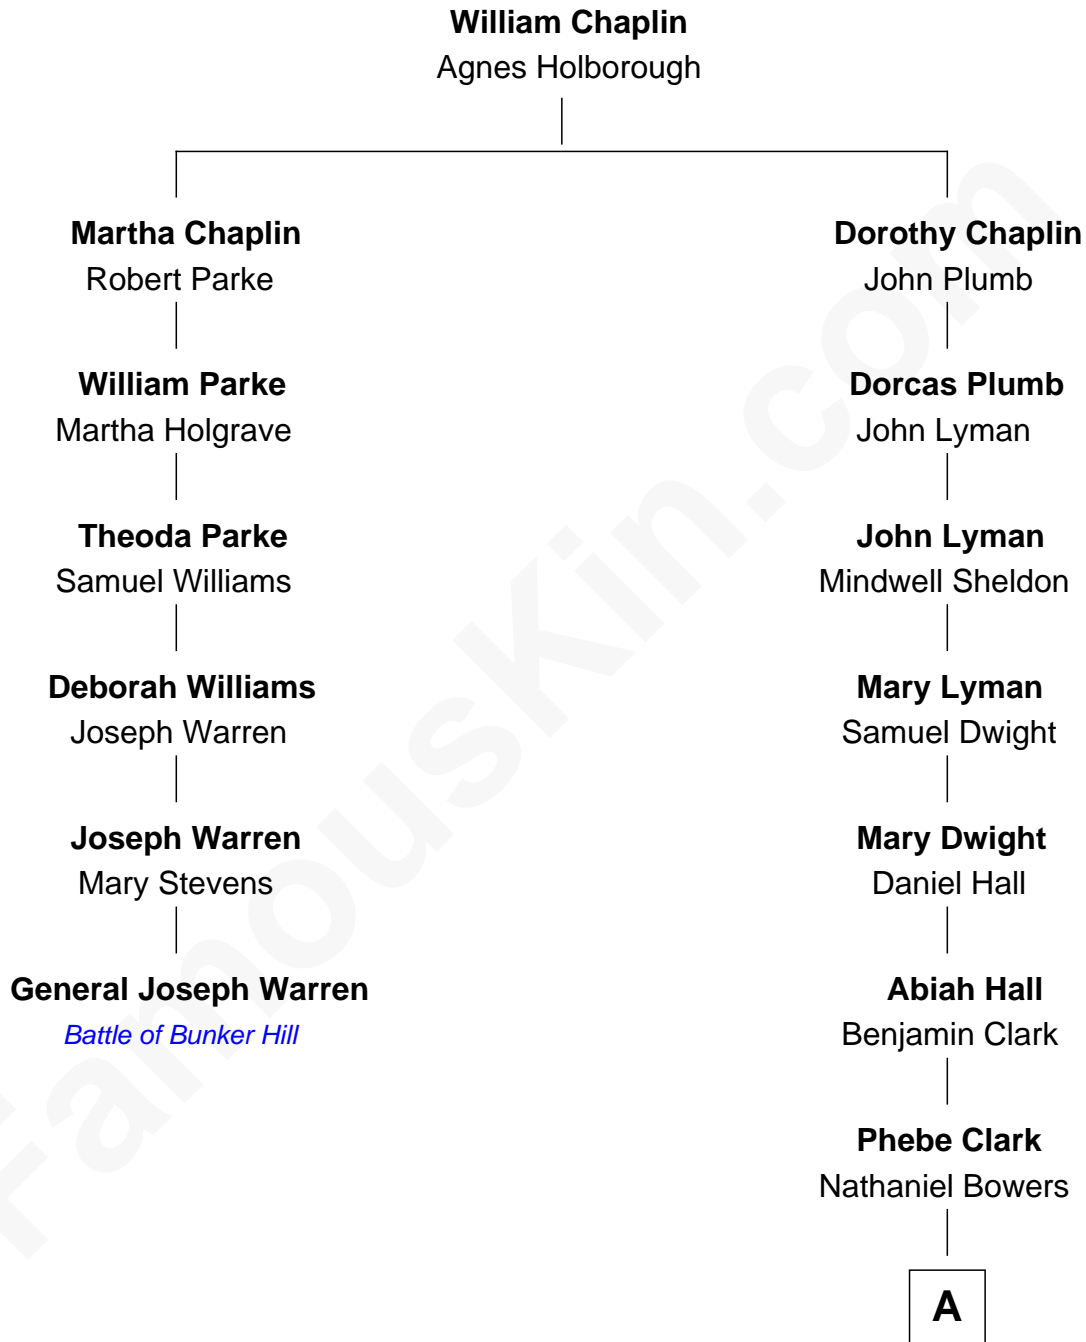 William Chaplin
Agnes Holborough
Martha Chaplin
Robert Parke
Dorothy Chaplin
John Plumb
William Parke
Martha Holgrave
Dorcas Plumb
John Lyman
Theoda Parke
Samuel Williams
John Lyman
Mindwell Sheldon
Deborah Williams
Joseph Warren
Mary Lyman
Samuel Dwight
Joseph Warren
Mary Stevens
Mary Dwight
Daniel Hall
General Joseph Warren
Battle of Bunker Hill
Abiah Hall
Benjamin Clark
Phebe Clark
Nathaniel Bowers
A
FamousKin.com